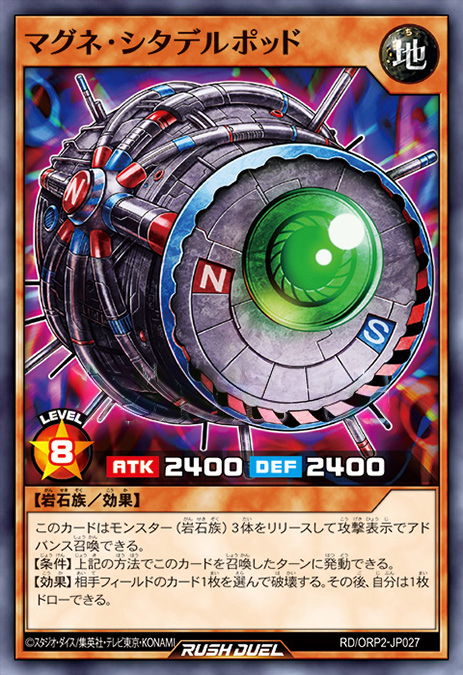 マグネ・シタデルポッド
地
N
N
S
LEVEL
8
ATK 2400 DEF 2400
【岩石族／効果】
このカードはモンスター(岩石族)3体をリリースして攻撃表示でアド
バンス召喚できる。
【条件】上記の方法でこのカードを召喚したターンに発動できる。
【効果】相手フィールドのカード1枚を選んで破壊する。その後、自分は1枚
ドローできる。
©スタジオ・ダイス/集英社・テレビ東京・KONAMI
RUSH DUEL
RD/ORP2-JP027